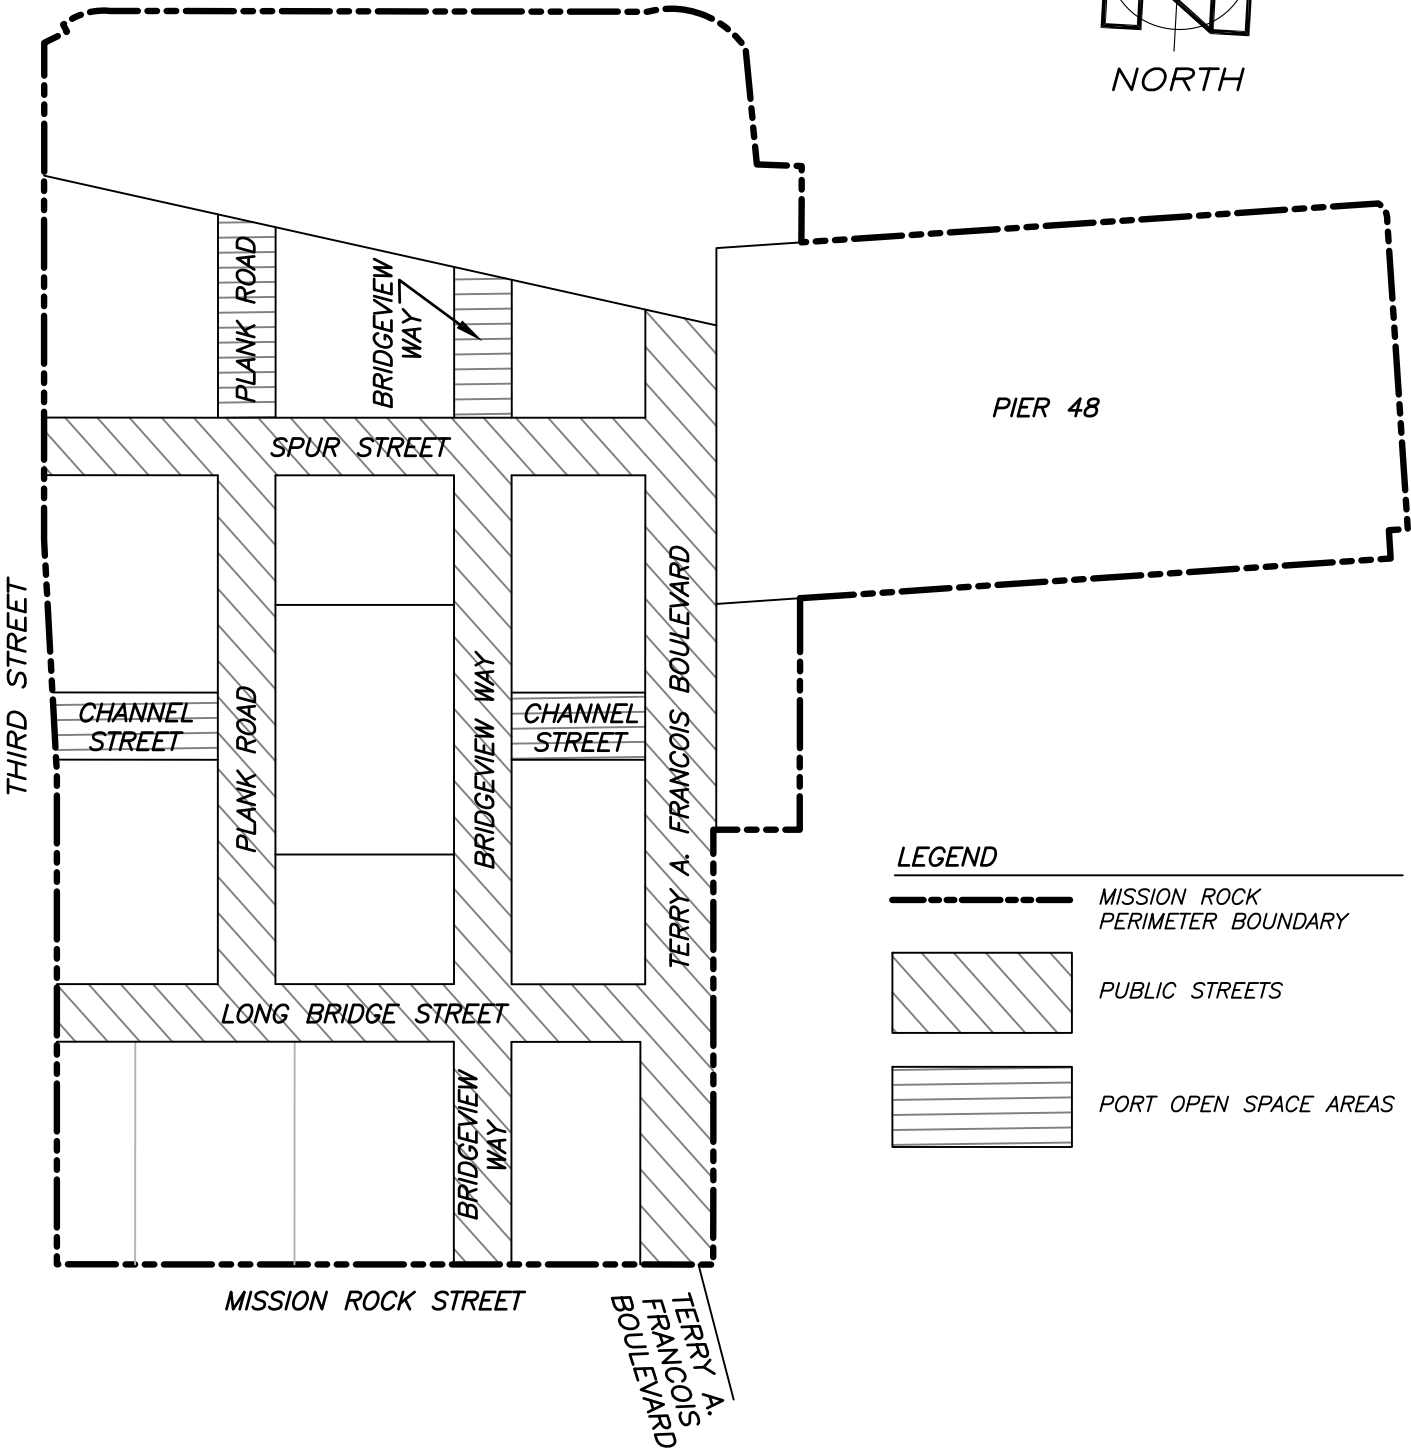 NORTH
PLANK ROAD
BRIDGEVIEW
WAY
PIER 48
SPUR STREET
THIRD STREET
CHANNEL
STREET
PLANK ROAD
BRIDGEVIEW WAY
CHANNEL
STREET
TERRY A. FRANCOIS BOULEVARD
LEGEND
MISSION ROCK
PERIMETER BOUNDARY
PUBLIC STREETS
PORT OPEN SPACE AREAS
LONG BRIDGE STREET
BRIDGEVIEW
WAY
MISSION ROCK STREET
TERRY A.
FRANCOIS
BOULEVARD